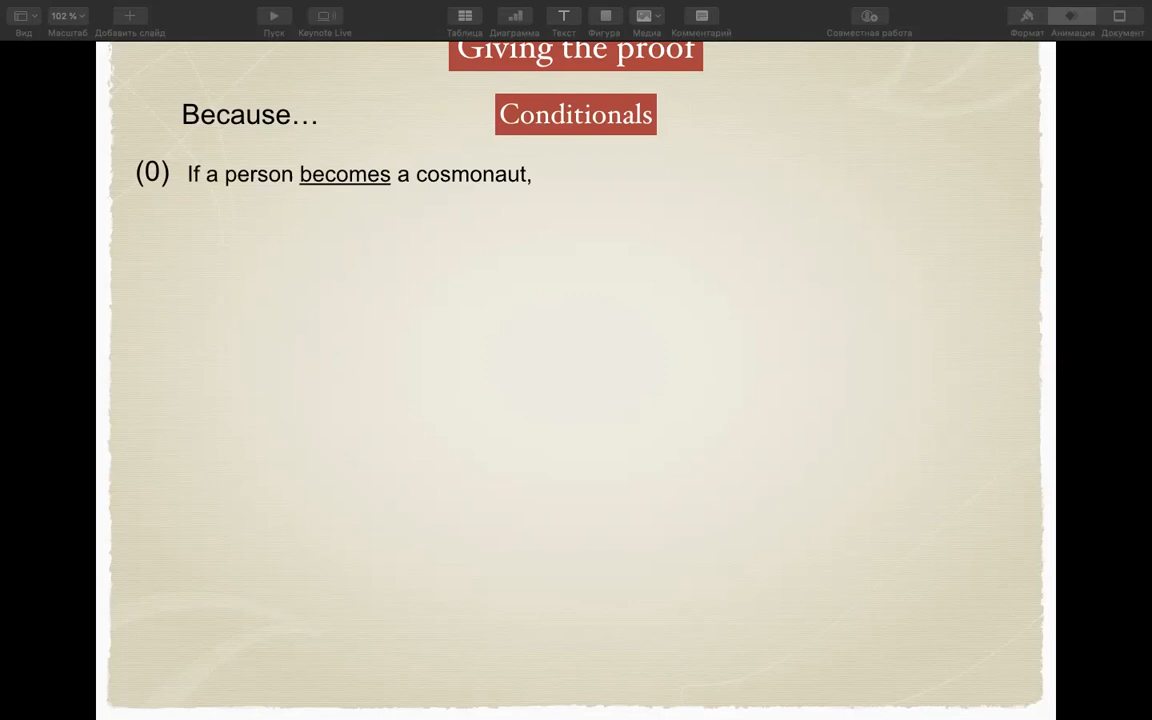 102 %
Вид
Масштаб
Добавить слайд
Пуск
Keynote Live
Таблица
Диаграмма
Текст
Фигура
Медиа
Комментарий
Совместная работа
Формат
Анимация
Документ
Giving the proof
Because…
Conditionals
(0) If a person becomes a cosmonaut,